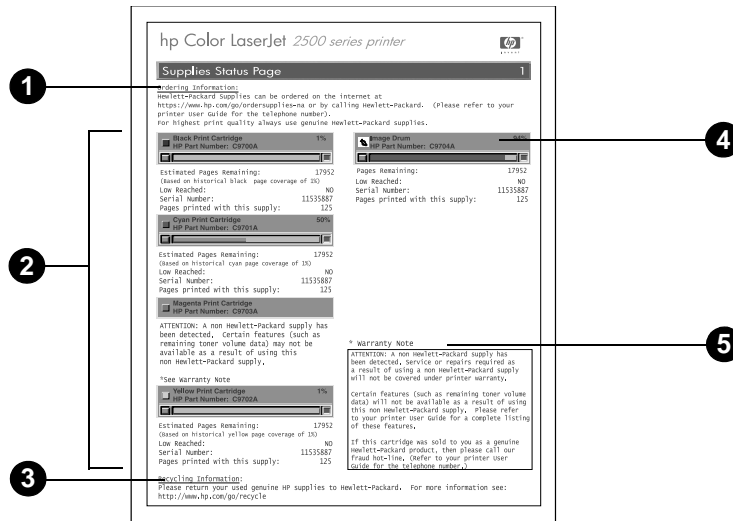 hp Color LaserJet 2500 series printer
hp
Supplies Status Page 1
1
Ordering Information:
Hewlett-Packard Supplies can be ordered on the internet at
https://www.hp.com/go/ordersupplies-na or by calling Hewlett-Packard. (Please refer to your
printer User Guide for the telephone number).
For highest print quality always use genuine Hewlett-Packard supplies.
2
Black Print Cartridge 1%
HP Part Number: C9700A
Estimated Pages Remaining: 17952
(Based on historical black page coverage of 1%)
Low Reached: NO
Serial Number: 11535887
Pages printed with this supply: 125
Cyan Print Cartridge 50%
HP Part Number: C9701A
Estimated Pages Remaining: 17952
(Based on historical cyan page coverage of 1%)
Low Reached: NO
Serial Number: 11535887
Pages printed with this supply: 125
Magenta Print Cartridge
HP Part Number: C9703A
ATTENTION: A non Hewlett-Packard supply has
been detected. Certain features (such as
remaining toner volume data) may not be
available as a result of using this
non Hewlett-Packard supply.
*See Warranty Note
Yellow Print Cartridge 1%
HP Part Number: C9702A
Estimated Pages Remaining: 17952
(Based on historical yellow page coverage of 1%)
Low Reached: NO
Serial Number: 11535887
Pages printed with this supply: 125
4
Image Drum 94%
HP Part Number: C9704A
Pages Remaining: 17952
Low Reached: NO
Serial Number: 11535887
Pages printed with this supply: 125
5
* Warranty Note
ATTENTION: A non Hewlett-Packard supply has
been detected. Service or repairs required as
a result of using a non Hewlett-Packard supply
will not be covered under printer warranty.
Certain features (such as remaining toner volume
data) will not be available as a result of using
this non Hewlett-Packard supply. Please refer
to your printer User Guide for a complete listing
of these features.
If this cartridge was sold to you as a genuine
Hewlett-Packard product, then please call our
fraud hot-line. (Refer to your printer User
Guide for the telephone number.)
3
Recycling Information:
Please return your used genuine HP supplies to Hewlett-Packard. For more information see:
http://www.hp.com/go/recycle